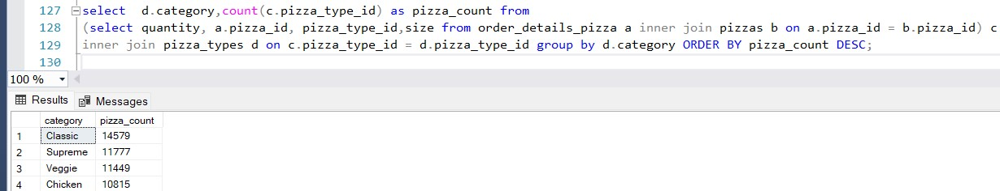 127 select  d.category,count(c.pizza_type_id) as pizza_count from
128 (select quantity, a.pizza_id, pizza_type_id,size from order_details_pizza a inner join pizzas b on a.pizza_id = b.pizza_id) c
129 inner join pizza_types d on c.pizza_type_id = d.pizza_type_id group by d.category ORDER BY pizza_count DESC;
130
100 %
Results Messages
category pizza_count
1 Classic 14579
2 Supreme 11777
3 Veggie 11449
4 Chicken 10815